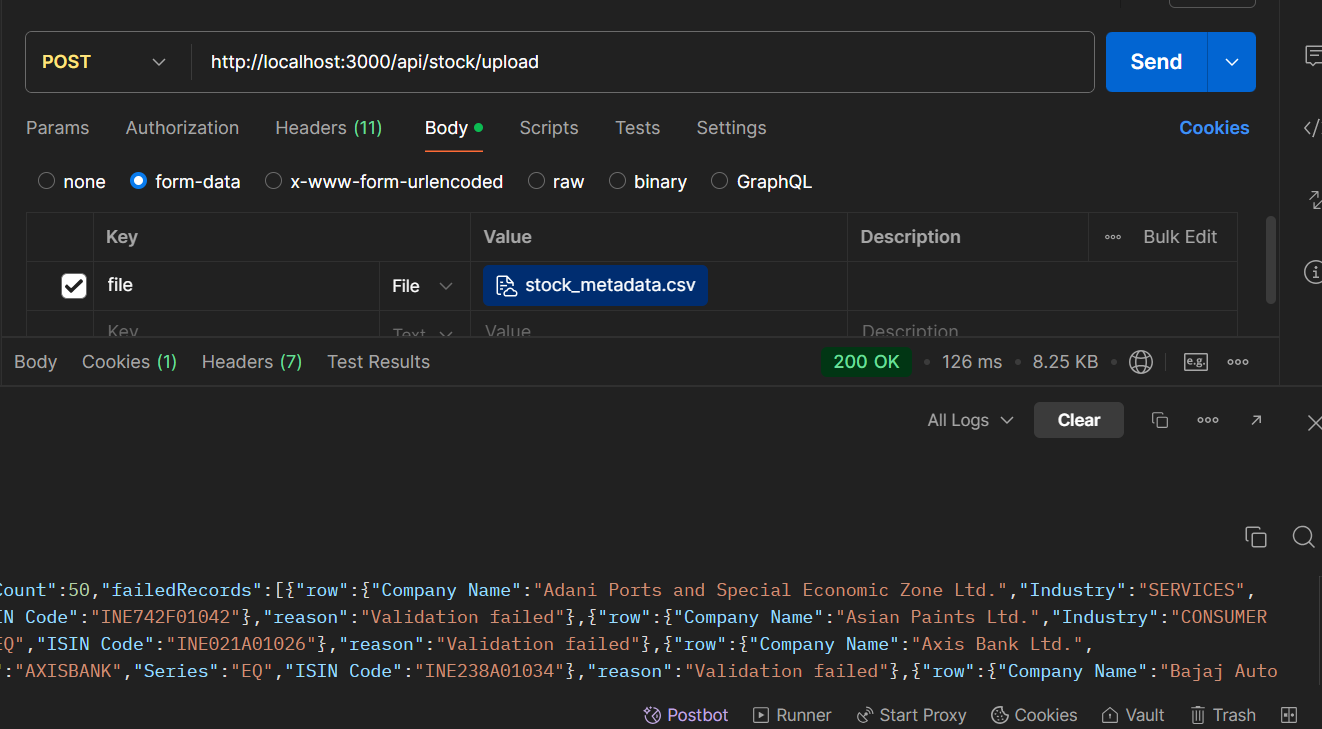 POST http://localhost:3000/api/stock/upload Send
Params Authorization Headers (11) Body Scripts Tests Settings Cookies
none form-data x-www-form-urlencoded raw binary GraphQL
Key Value Description Bulk Edit
file File stock_metadata.csv
Key Text Value Description
Body Cookies (1) Headers (7) Test Results 200 OK • 126 ms • 8.25 KB • e.g.
All Logs Clear
Count":50,"failedRecords":[{"row":{"Company Name":"Adani Ports and Special Economic Zone Ltd.","Industry":"SERVICES",
IN Code":"INE742F01042"},"reason":"Validation failed"},{"row":{"Company Name":"Asian Paints Ltd.","Industry":"CONSUMER
EQ","ISIN Code":"INE021A01026"},"reason":"Validation failed"},{"row":{"Company Name":"Axis Bank Ltd.",
":"AXISBANK","Series":"EQ","ISIN Code":"INE238A01034"},"reason":"Validation failed"},{"row":{"Company Name":"Bajaj Auto
Postbot Runner Start Proxy Cookies Vault Trash